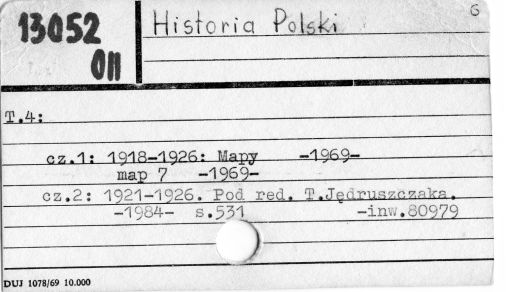 6
13052
Historia Polski
OII
T.4:
cz.1: 1918-1926: Mapy -1969-
map 7 -1969-
cz.2: 1921-1926. Pod red. T.Jędruszczaka.
-1984- s.531 -inw.80979
DUJ 1078/69 10.000